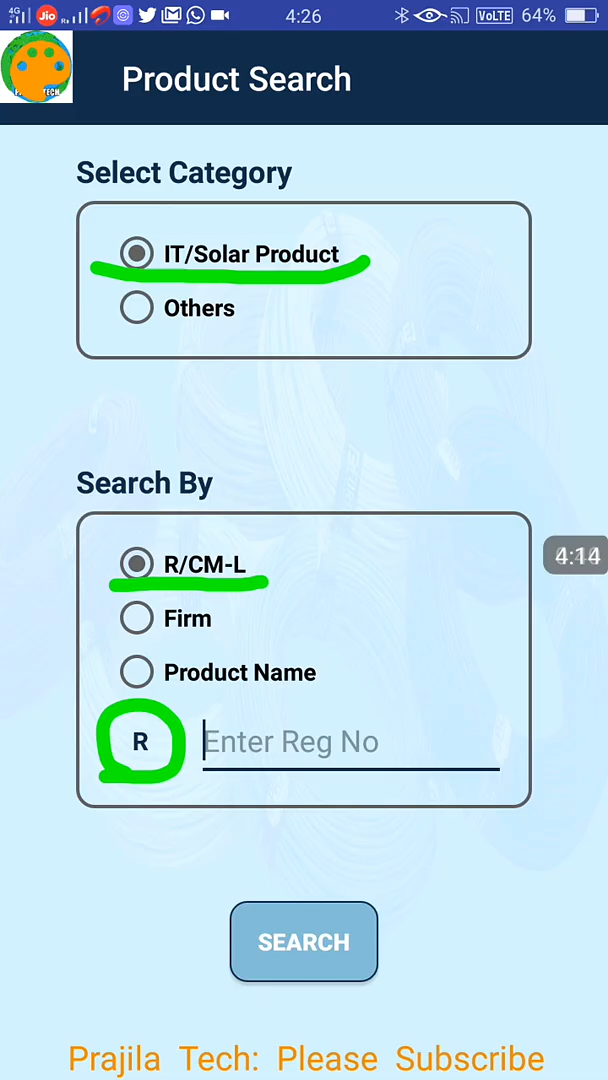 4G Jio R 4:26 VoLTE 64%
TECH
Product Search
Select Category
IT/Solar Product
Others
Search By
R/CM-L
4:14
Firm
Product Name
R Enter Reg No
SEARCH
Prajila Tech: Please Subscribe